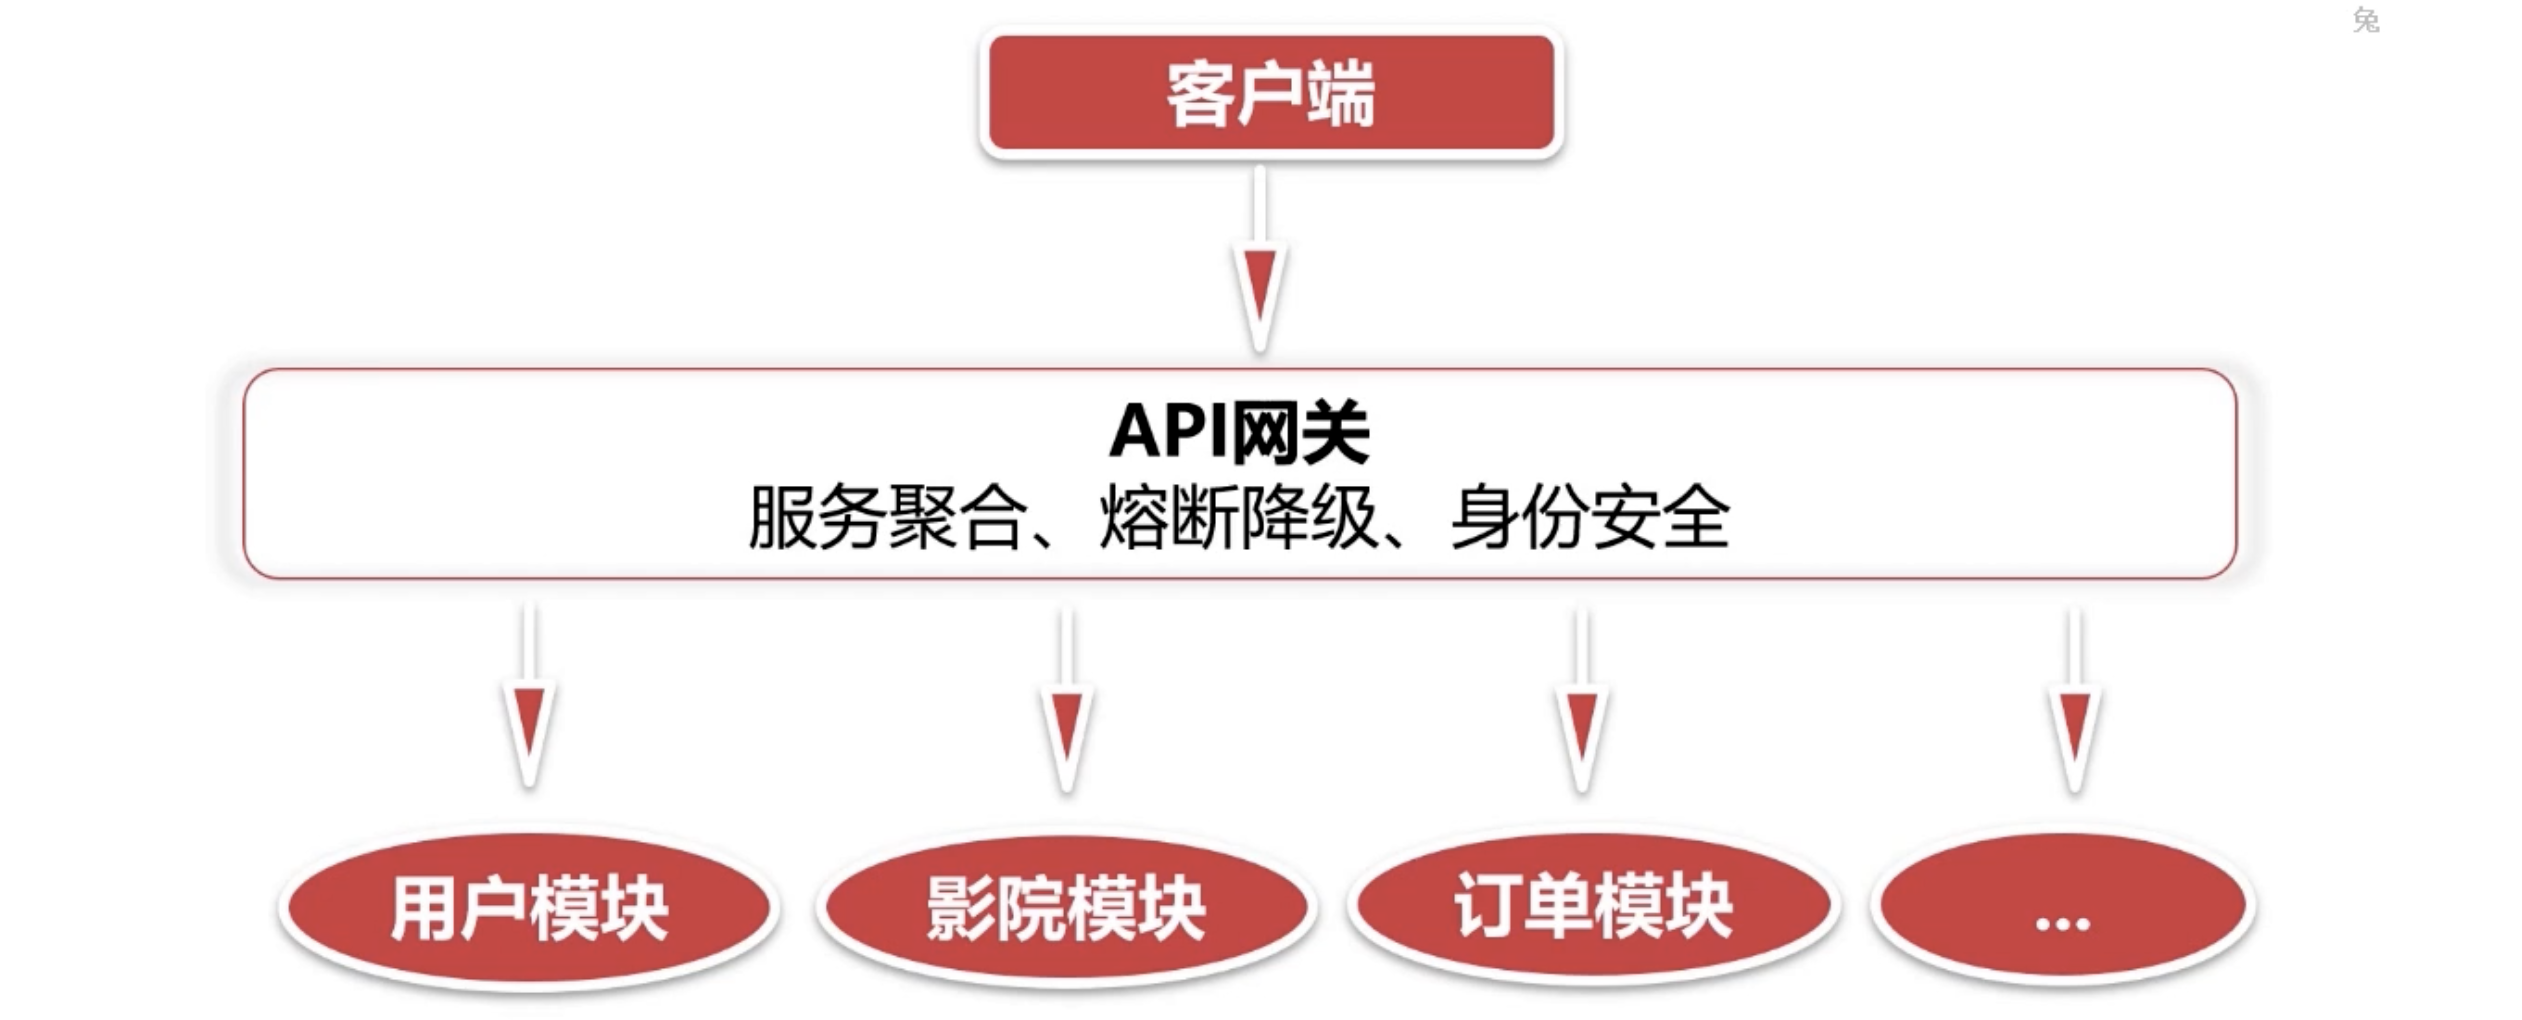 兔
客户端
API网关
服务聚合、熔断降级、身份安全
用户模块
影院模块
订单模块
...